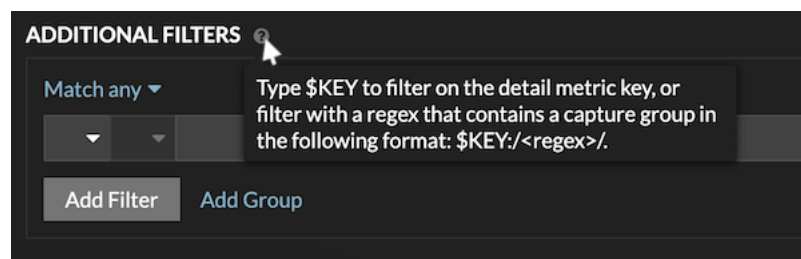 ADDITIONAL FILTERS ?
Match any
Type $KEY to filter on the detail metric key, or
filter with a regex that contains a capture group in
the following format: $KEY:/<regex>/.
Add Filter Add Group